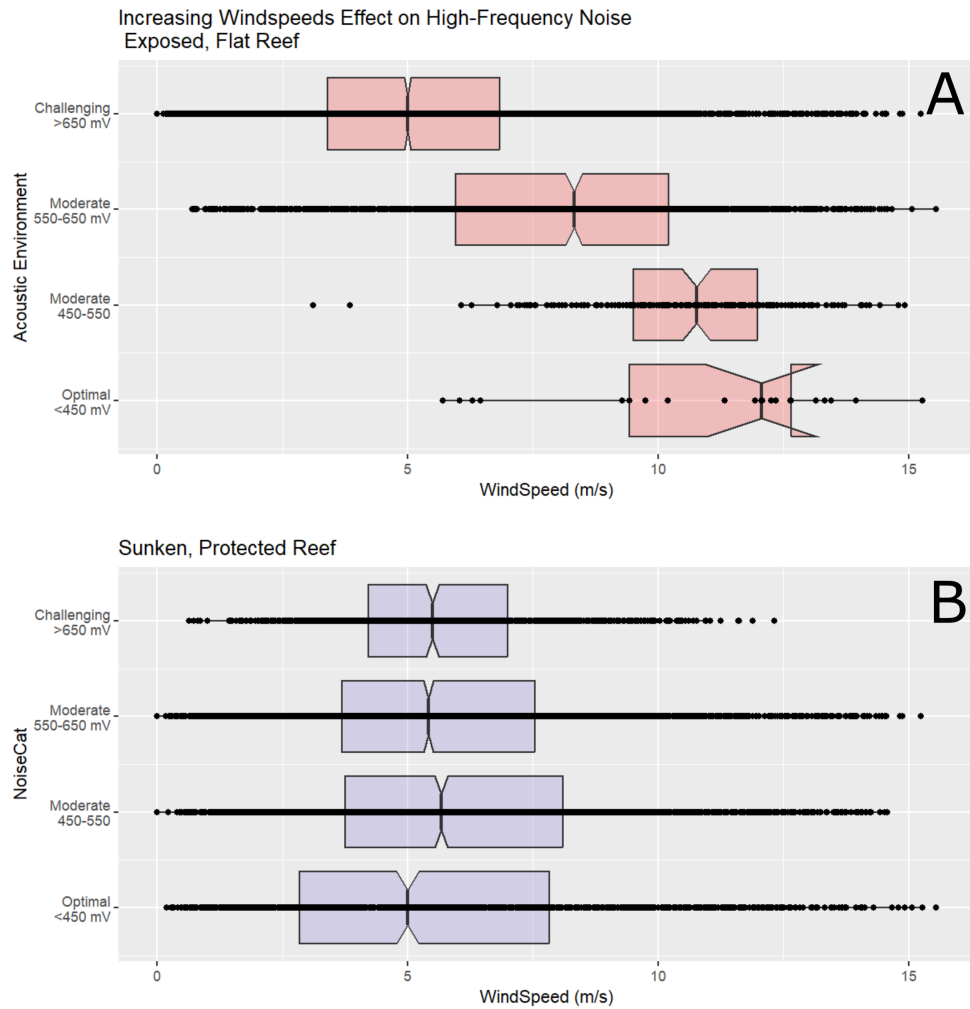 Increasing Windspeeds Effect on High-Frequency Noise
Exposed, Flat Reef
A
Acoustic Environment
Challenging
>650 mV
Moderate
550-650 mV
Moderate
450-550
Optimal
<450 mV
0 5 10 15
WindSpeed (m/s)
Sunken, Protected Reef
B
NoiseCat
Challenging
>650 mV
Moderate
550-650 mV
Moderate
450-550
Optimal
<450 mV
0 5 10 15
WindSpeed (m/s)